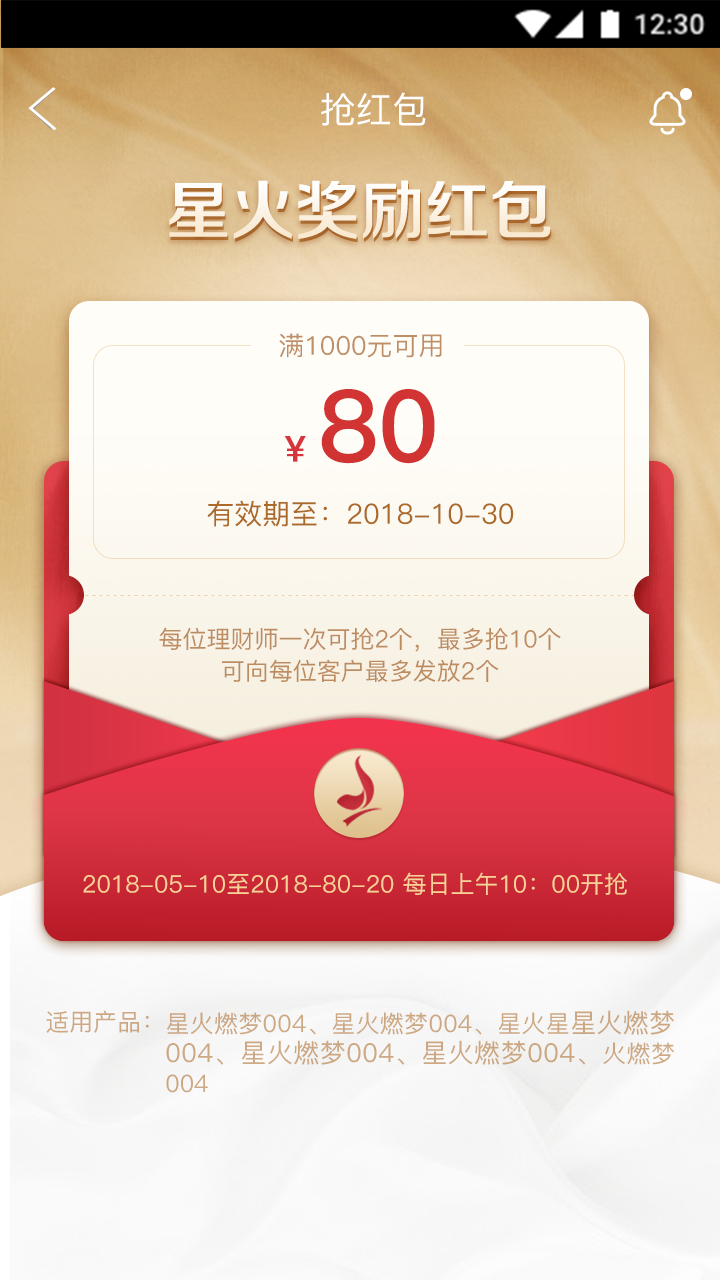 12:30
抢红包
星火奖励红包
满1000元可用
¥80
有效期至：2018-10-30
每位理财师一次可抢2个，最多抢10个
可向每位客户最多发放2个
2018-05-10至2018-80-20 每日上午10：00开抢
适用产品：星火燃梦004、星火燃梦004、星火星星火燃梦
004、星火燃梦004、星火燃梦004、火燃梦
004